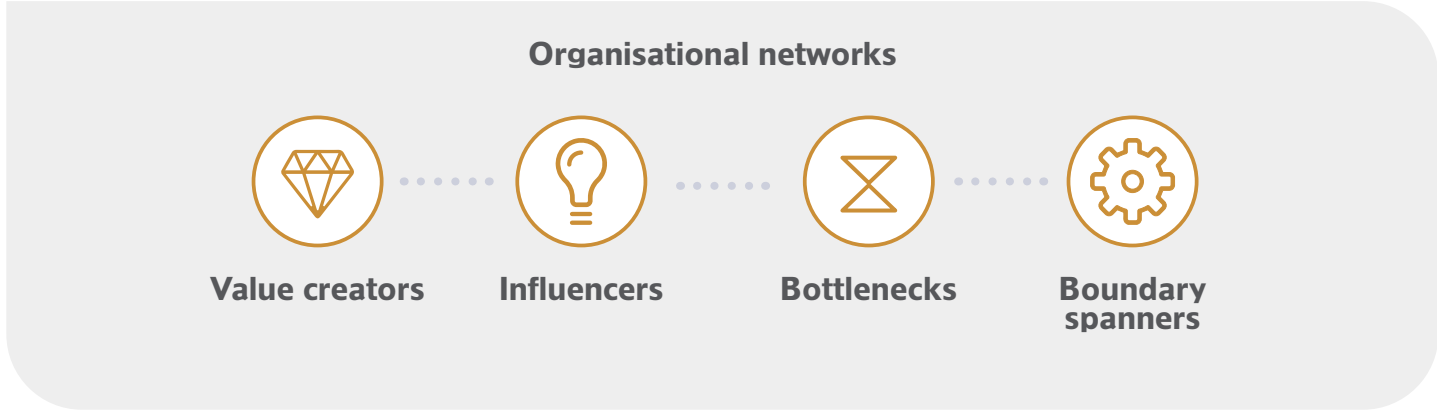 Organisational networks
Value creators
Influencers
Bottlenecks
Boundary
spanners